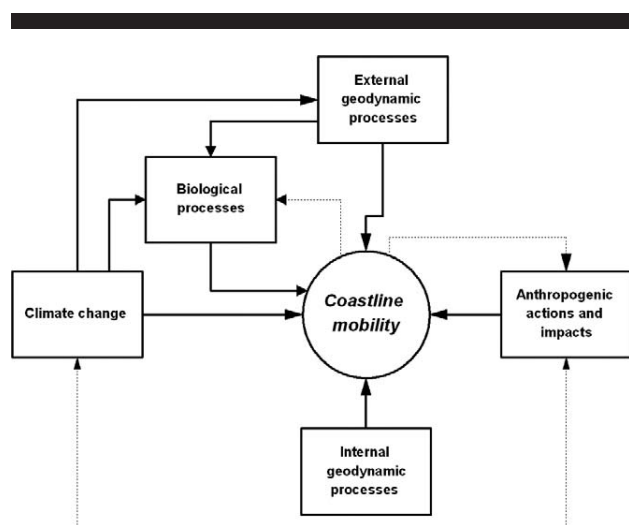 External
geodynamic
processes
Biological
processes
Climate change
Coastline
mobility
Anthropogenic
actions and
impacts
Internal
geodynamic
processes